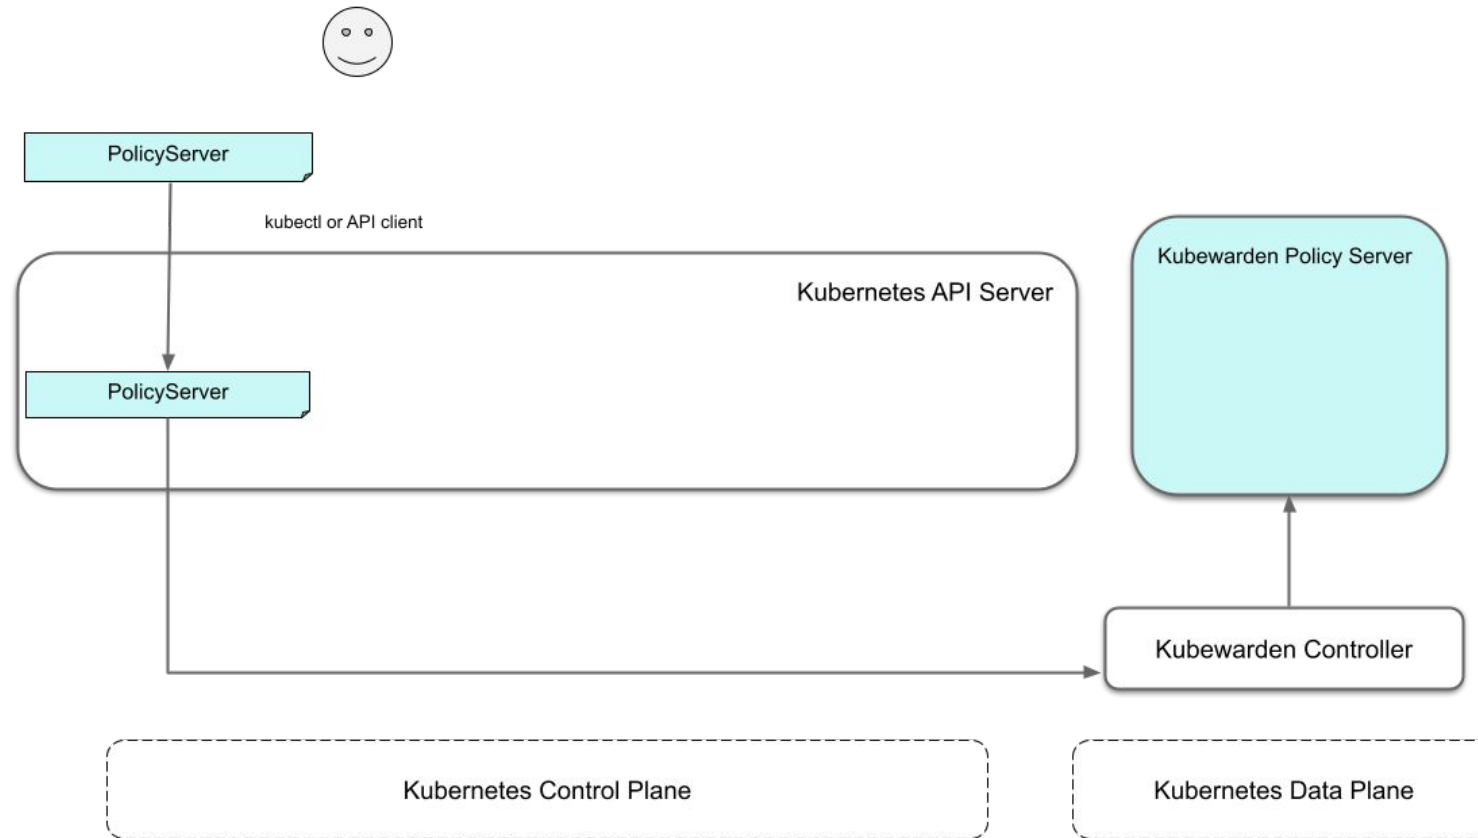 PolicyServer
kubectl or API client
Kubernetes API Server
Kubewarden Policy Server
PolicyServer
Kubewarden Controller
Kubernetes Control Plane
Kubernetes Data Plane